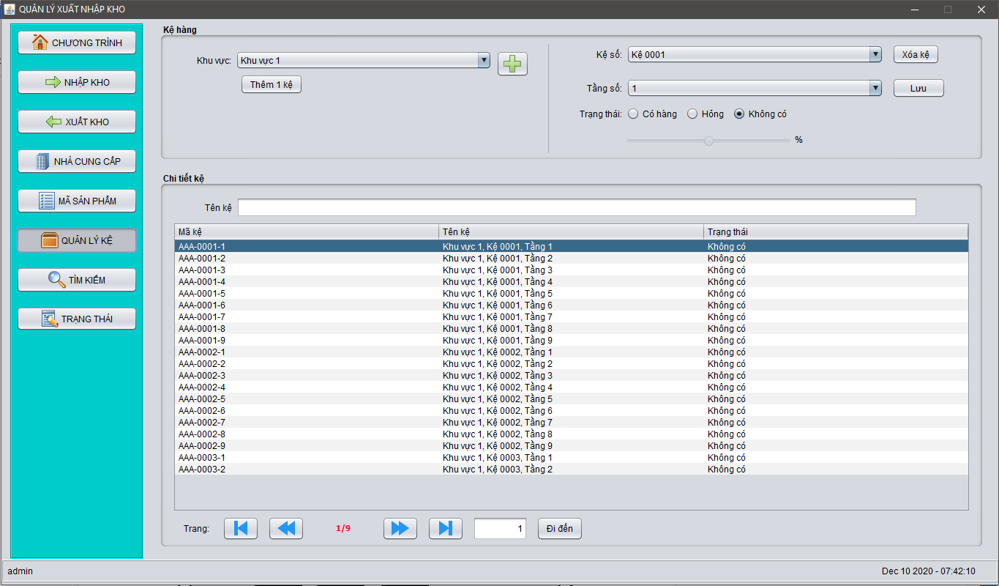 QUẢN LÝ XUẤT NHẬP KHO
CHƯƠNG TRÌNH
NHẬP KHO
XUẤT KHO
NHÀ CUNG CẤP
MÃ SẢN PHẨM
QUẢN LÝ KỆ
TÌM KIẾM
TRẠNG THÁI
Kệ hàng
Khu vực: Khu vực 1
Thêm 1 kệ
Kệ số: Kệ 0001 Xóa kệ
Tầng số: 1 Lưu
Trạng thái: Có hàng Hỏng Không có
%
Chi tiết kệ
Tên kệ
Mã kệ Tên kệ Trạng thái
AAA-0001-1 Khu vực 1, Kệ 0001, Tầng 1 Không có
AAA-0001-2 Khu vực 1, Kệ 0001, Tầng 2 Không có
AAA-0001-3 Khu vực 1, Kệ 0001, Tầng 3 Không có
AAA-0001-4 Khu vực 1, Kệ 0001, Tầng 4 Không có
AAA-0001-5 Khu vực 1, Kệ 0001, Tầng 5 Không có
AAA-0001-6 Khu vực 1, Kệ 0001, Tầng 6 Không có
AAA-0001-7 Khu vực 1, Kệ 0001, Tầng 7 Không có
AAA-0001-8 Khu vực 1, Kệ 0001, Tầng 8 Không có
AAA-0001-9 Khu vực 1, Kệ 0001, Tầng 9 Không có
AAA-0002-1 Khu vực 1, Kệ 0002, Tầng 1 Không có
AAA-0002-2 Khu vực 1, Kệ 0002, Tầng 2 Không có
AAA-0002-3 Khu vực 1, Kệ 0002, Tầng 3 Không có
AAA-0002-4 Khu vực 1, Kệ 0002, Tầng 4 Không có
AAA-0002-5 Khu vực 1, Kệ 0002, Tầng 5 Không có
AAA-0002-6 Khu vực 1, Kệ 0002, Tầng 6 Không có
AAA-0002-7 Khu vực 1, Kệ 0002, Tầng 7 Không có
AAA-0002-8 Khu vực 1, Kệ 0002, Tầng 8 Không có
AAA-0002-9 Khu vực 1, Kệ 0002, Tầng 9 Không có
AAA-0003-1 Khu vực 1, Kệ 0003, Tầng 1 Không có
AAA-0003-2 Khu vực 1, Kệ 0003, Tầng 2 Không có
Trang: 1/9 1 Đi đến
admin Dec 10 2020 - 07:42:10